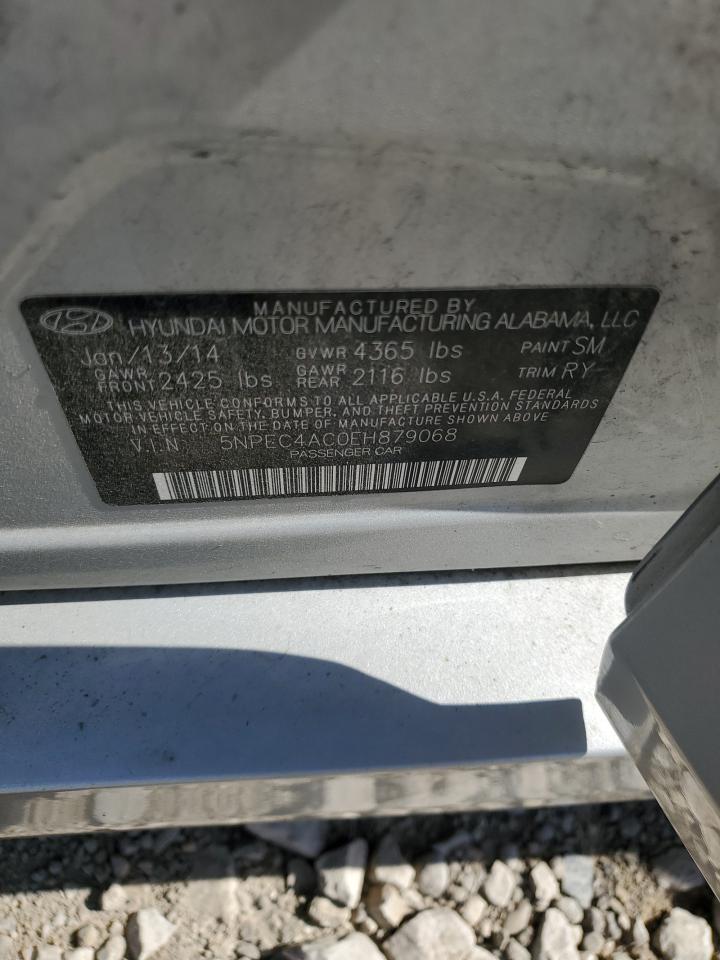 MANUFACTURED BY
HYUNDAI MOTOR MANUFACTURING ALABAMA, LLC
Jan/13/14 GVWR 4365 lbs PAINT SM
GAWR FRONT 2425 lbs GAWR REAR 2116 lbs TRIM RY
THIS VEHICLE CONFORMS TO ALL APPLICABLE U.S.A. FEDERAL
MOTOR VEHICLE SAFETY, BUMPER, AND THEFT PREVENTION STANDARDS
IN EFFECT ON THE DATE OF MANUFACTURE SHOWN ABOVE
V.I.N 5NPEC4AC0EH879068
PASSENGER CAR